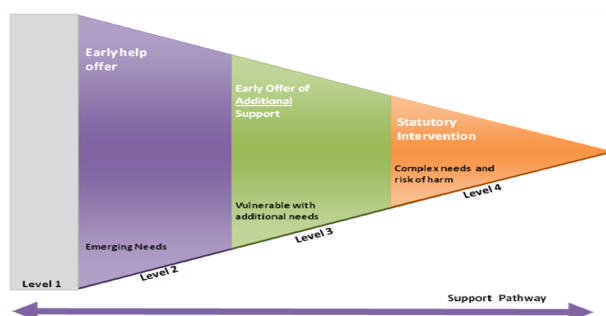 Early help
offer
Early Offer of
Additional
Support
Statutory
Intervention
Complex needs and
risk of harm
Level 4
Vulnerable with
additional needs
Level 3
Emerging Needs
Level 2
Level 1
Support Pathway